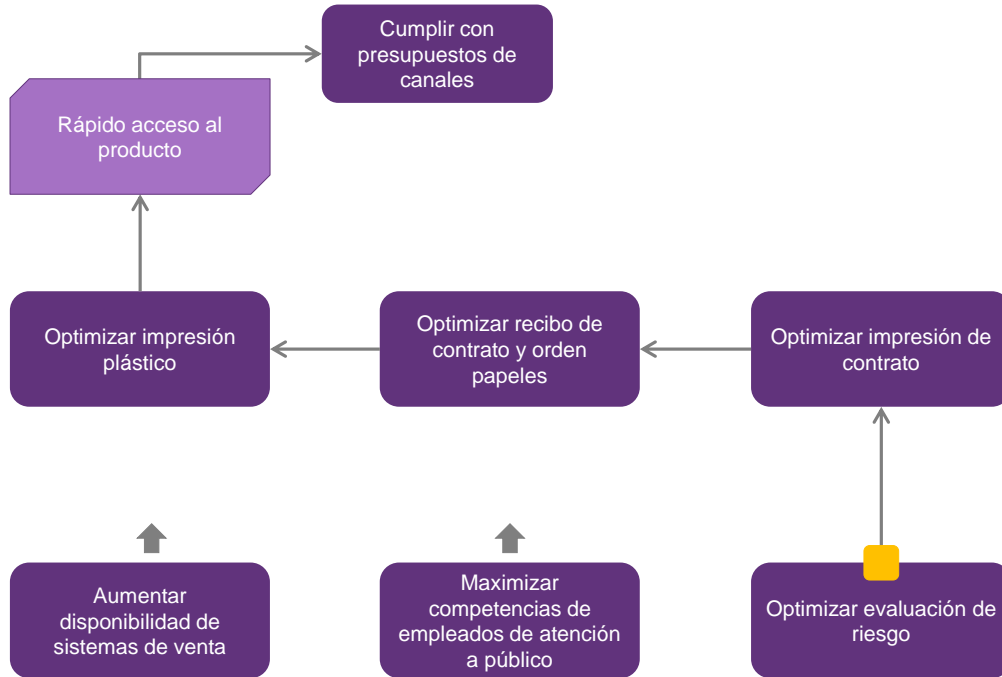 Cumplir con
presupuestos de
canales
Rápido acceso al
producto
Optimizar impresión
plástico
Optimizar recibo de
contrato y orden
papeles
Optimizar impresión de
contrato
Aumentar
disponibilidad de
sistemas de venta
Maximizar
competencias de
empleados de atención
a público
Optimizar evaluación de
riesgo